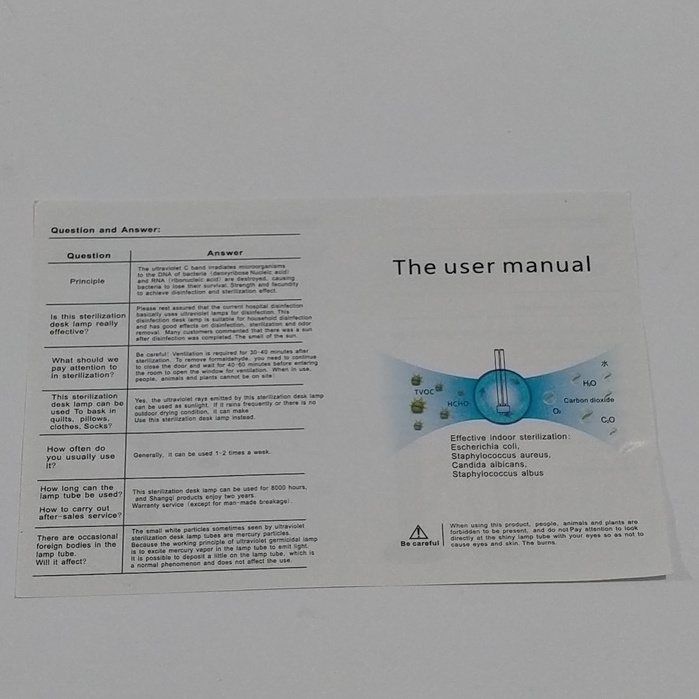 Question and Answer:
Question
Answer
Principle
The ultraviolet C band irradiates microorganisms
to the DNA of bacteria (deoxyribose Nucleic acid)
and RNA (ribonucleic acid) are destroyed, causing
bacteria to lose their survival, Strength and fecundity
to achieve disinfection and sterilization effect.
Is this sterilization
desk lamp really
effective?
Please rest assured that the current hospital disinfection
basically uses ultraviolet lamps for disinfection. This
disinfection desk lamp is suitable for household disinfection
and has good effects on disinfection, sterilization and odor
removal. Many customers commented that there was a sun
after disinfection was completed. The smell of the sun.
What should we
pay attention to
in sterilization?
Be careful! Ventilation is required for 30-40 minutes after
sterilization. To remove formaldehyde, you need to continue
to close the door and wait for 40-60 minutes before entering
the room to open the window for ventilation. When in use,
people, animals and plants cannot be on site!
This sterilization
desk lamp can be
used To bask in
quilts, pillows,
clothes, Socks?
Yes, the ultraviolet rays emitted by this sterilization desk lamp
can be used as sunlight. If it rains frequently or there is no
outdoor drying condition, it can make
Use this sterilization desk lamp instead.
How often do
you usually use
it?
Generally, it can be used 1-2 times a week.
How long can the
lamp tube be used?
How to carry out
after-sales service?
This sterilization desk lamp can be used for 8000 hours,
and Shangqi products enjoy two years
Warranty service (except for man-made breakage).
There are occasional
foreign bodies in the
lamp tube.
Will it affect?
The small white particles sometimes seen by ultraviolet
sterilization desk lamp tubes are mercury particles.
Because the working principle of ultraviolet germicidal lamp
is to excite mercury vapor in the lamp tube to emit light.
It is possible to deposit a little on the lamp tube, which is
a normal phenomenon and does not affect the use.
The user manual
TVOC
HCHO
水
H₂O
Carbon dioxide
O₂
C₂O
Effective indoor sterilization:
Escherichia coli,
Staphylococcus aureus,
Candida albicans,
Staphylococcus albus
Be careful
When using this product, people, animals and plants are
forbidden to be present, and do not Pay attention to look
directly at the shiny lamp tube with your eyes so as not to
cause eyes and skin. The burns.